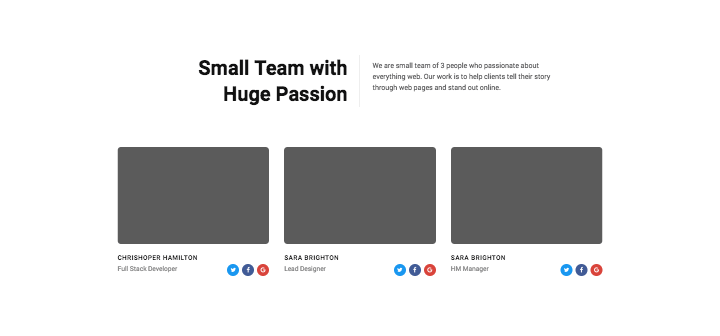 Small Team with
Huge Passion
We are small team of 3 people who passionate about
everything web. Our work is to help clients tell their story
through web pages and stand out online.
CHRISHOPER HAMILTON
Full Stack Developer
SARA BRIGHTON
Lead Designer
SARA BRIGHTON
HM Manager